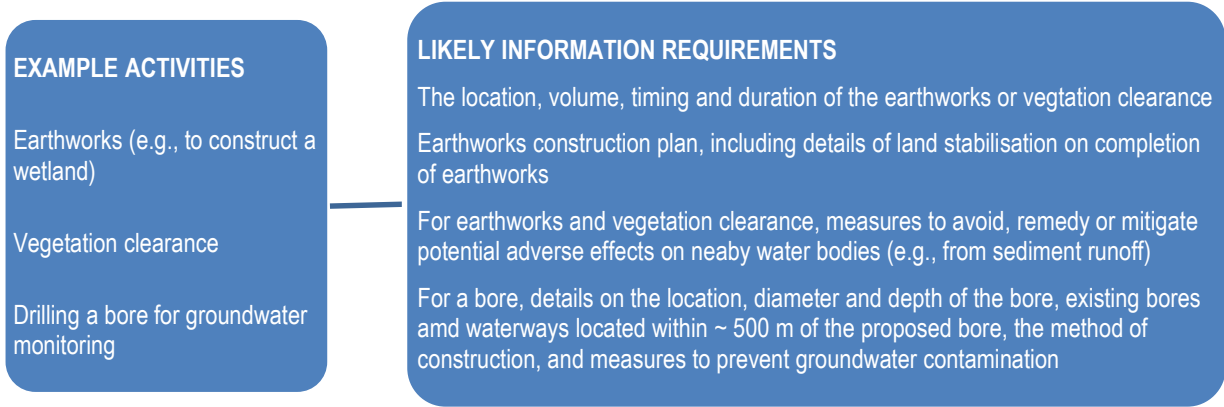 EXAMPLE ACTIVITIES
Earthworks (e.g., to construct a
wetland)
Vegetation clearance
Drilling a bore for groundwater
monitoring
LIKELY INFORMATION REQUIREMENTS
The location, volume, timing and duration of the earthworks or vegtation clearance
Earthworks construction plan, including details of land stabilisation on completion
of earthworks
For earthworks and vegetation clearance, measures to avoid, remedy or mitigate
potential adverse effects on neaby water bodies (e.g., from sediment runoff)
For a bore, details on the location, diameter and depth of the bore, existing bores
amd waterways located within ~ 500 m of the proposed bore, the method of
construction, and measures to prevent groundwater contamination